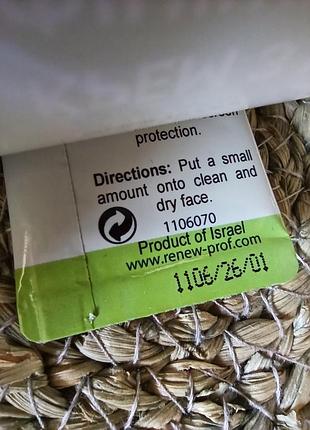 protection.
Directions: Put a small
amount onto clean and
dry face.
1106070
Product of Israel
www.renew-prof.com
1106/26/01